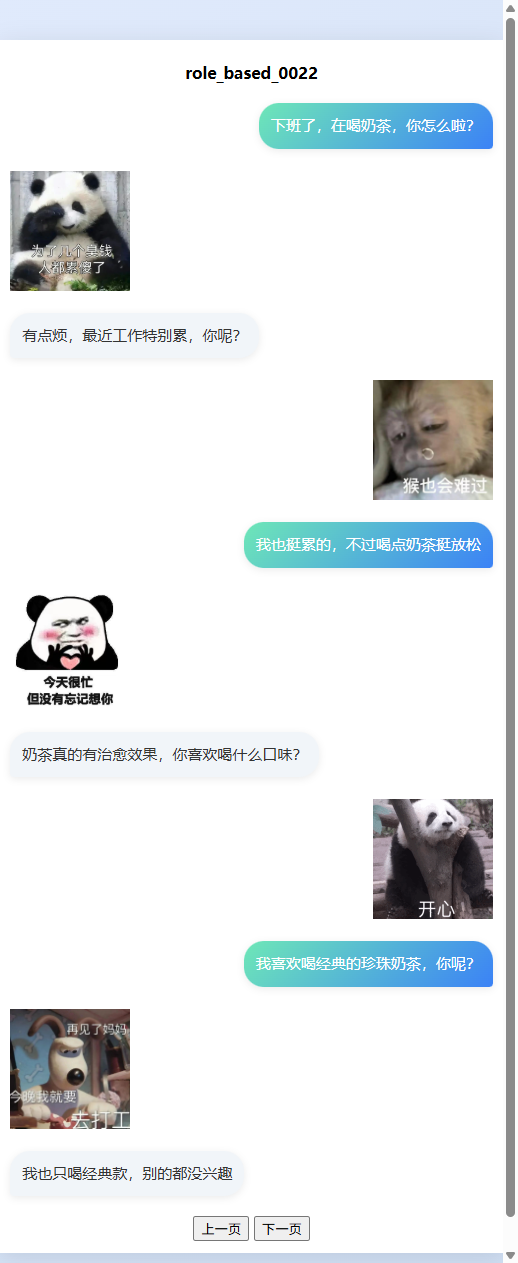 role_based_0022
下班了，在喝奶茶，你怎么啦？
为了几个臭钱
人都累傻了
有点烦，最近工作特别累，你呢？
猴也会难过
我也挺累的，不过喝点奶茶挺放松
今天很忙
但没有忘记想你
奶茶真的有治愈效果，你喜欢喝什么口味？
开心
我喜欢喝经典的珍珠奶茶，你呢？
再见了妈妈
今晚我就要
去打工
我也只喝经典款，别的都没兴趣
上一页 下一页